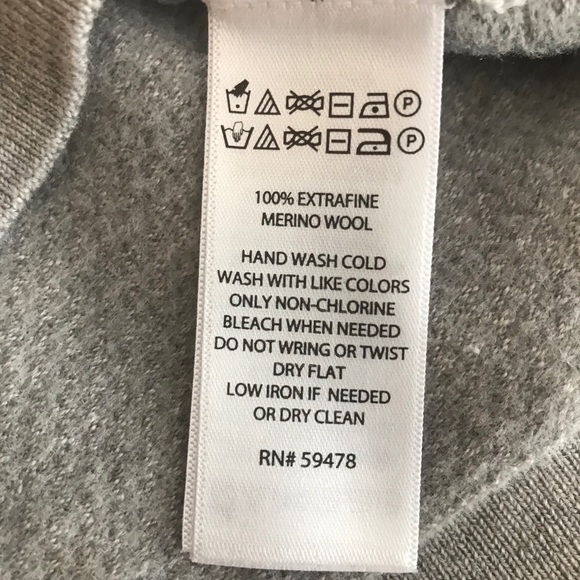 P
P
100% EXTRAFINE
MERINO WOOL
HAND WASH COLD
WASH WITH LIKE COLORS
ONLY NON-CHLORINE
BLEACH WHEN NEEDED
DO NOT WRING OR TWIST
DRY FLAT
LOW IRON IF NEEDED
OR DRY CLEAN
RN# 59478